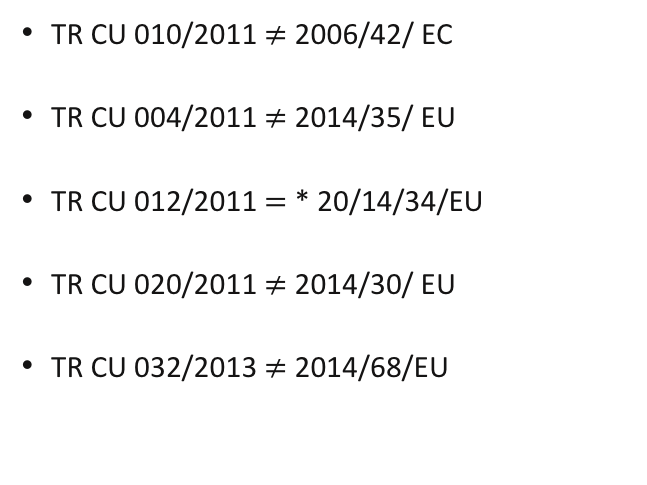 • TR CU 010/2011 ≠ 2006/42/ EC
• TR CU 004/2011 ≠ 2014/35/ EU
• TR CU 012/2011 = * 20/14/34/EU
• TR CU 020/2011 ≠ 2014/30/ EU
• TR CU 032/2013 ≠ 2014/68/EU